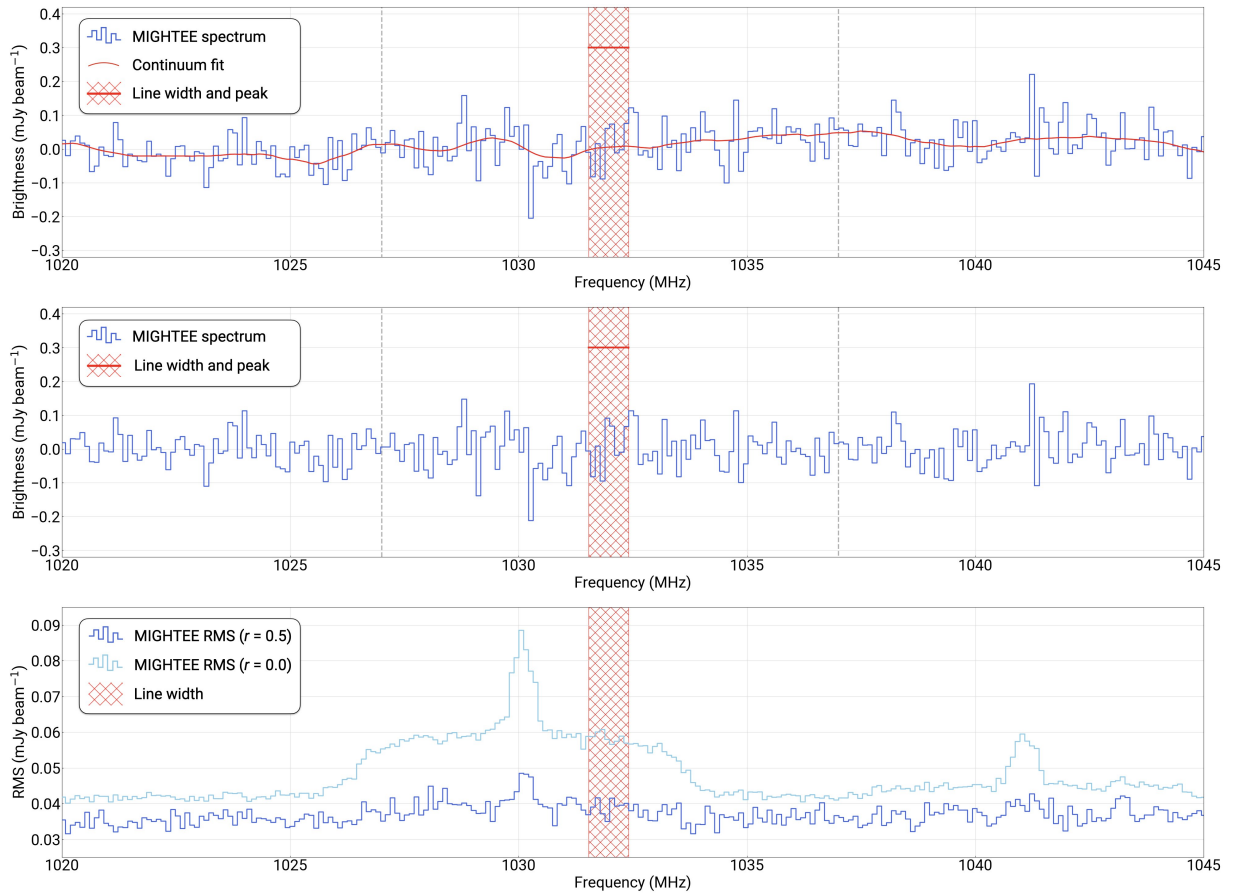 0.4
0.3
0.2
0.1
0.0
−0.1
−0.2
−0.3
Brightness (mJy beam⁻¹)
MIGHTEE spectrum
Continuum fit
Line width and peak
1020 1025 1030 1035 1040 1045
Frequency (MHz)
0.4
0.3
0.2
0.1
0.0
−0.1
−0.2
−0.3
Brightness (mJy beam⁻¹)
MIGHTEE spectrum
Line width and peak
1020 1025 1030 1035 1040 1045
Frequency (MHz)
0.09
0.08
0.07
0.06
0.05
0.04
0.03
RMS (mJy beam⁻¹)
MIGHTEE RMS (r = 0.5)
MIGHTEE RMS (r = 0.0)
Line width
1020 1025 1030 1035 1040 1045
Frequency (MHz)